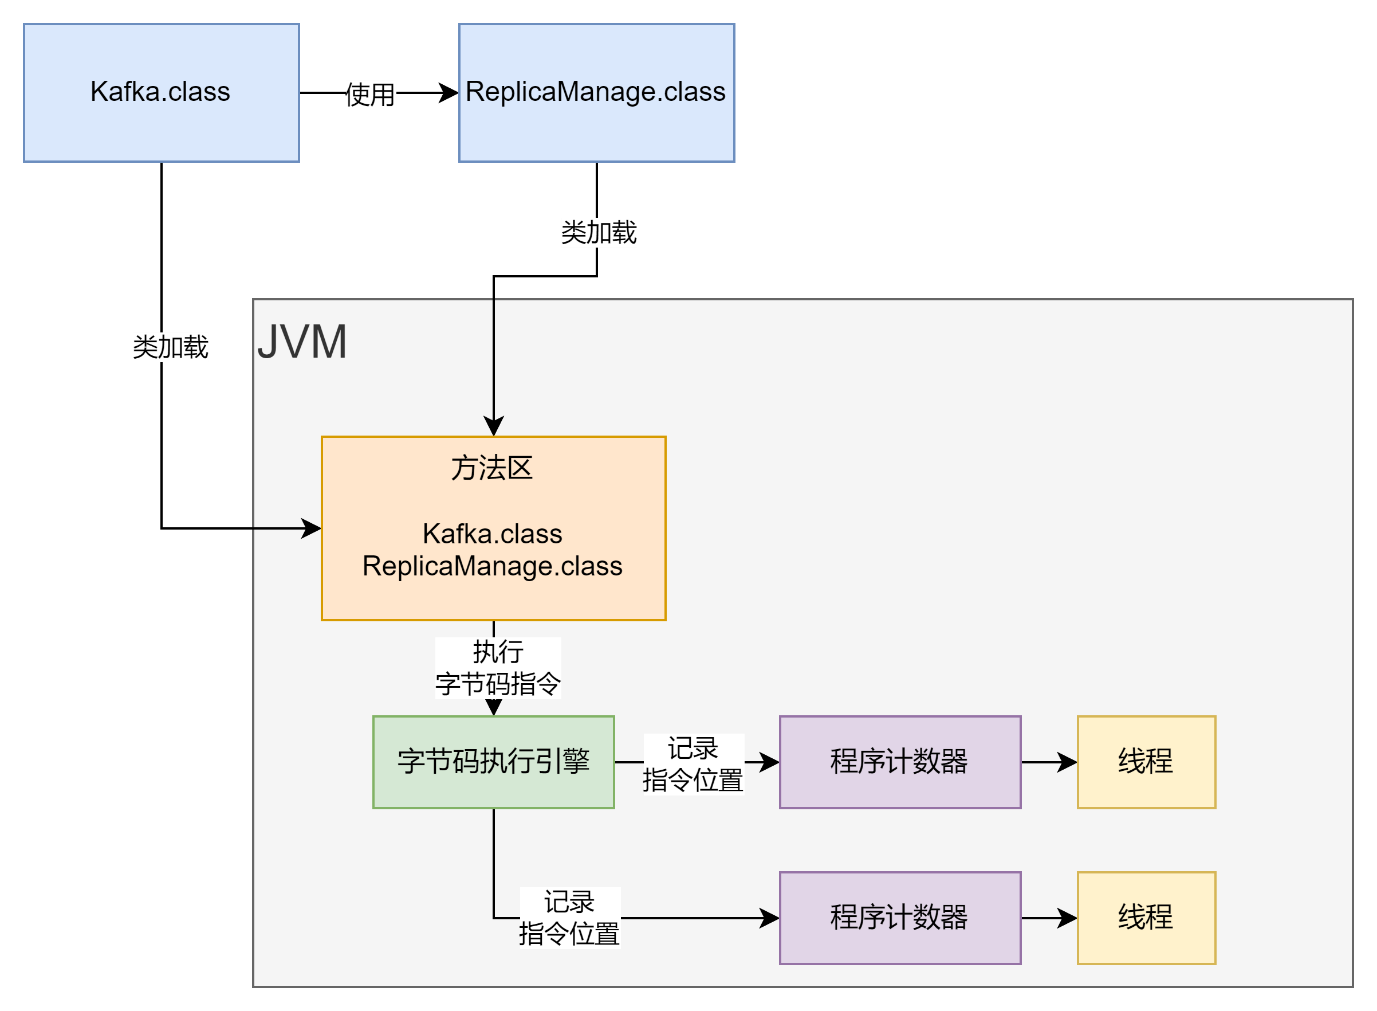 Kafka.class
使用
ReplicaManage.class
类加载
类加载
JVM
方法区
Kafka.class
ReplicaManage.class
执行
字节码指令
字节码执行引擎
记录
指令位置
程序计数器
线程
记录
指令位置
程序计数器
线程